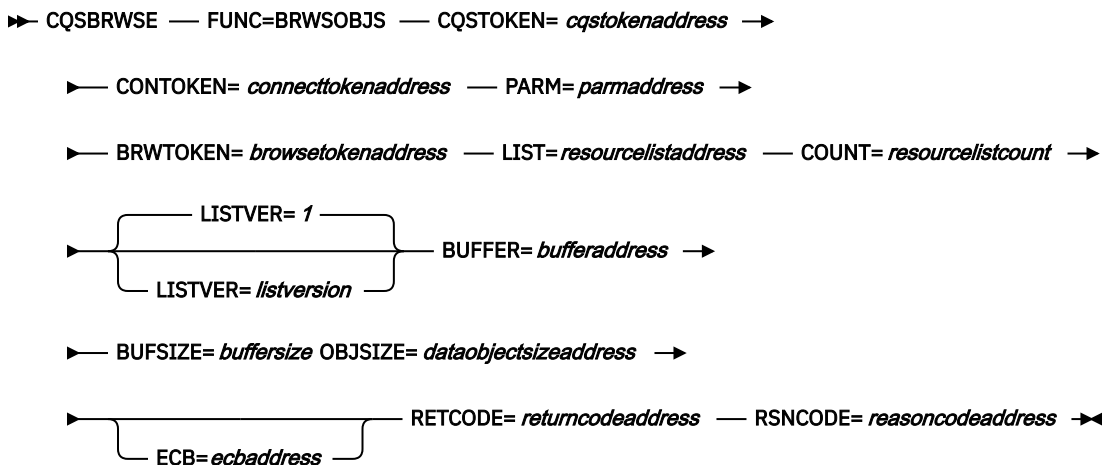 CQSBRWSE FUNC=BRWSOBJS CQSTOKEN= cqstokenaddress
CONTOKEN= connecttokenaddress PARM= parmaddress
BRWTOKEN= browsetokenaddress LIST= resourcelistaddress COUNT= resourcelistcount
LISTVER= 1
BUFFER= bufferaddress
LISTVER= listversion
BUFSIZE= buffersize OBJSIZE= dataobjectsizeaddress
RETCODE= returncodeaddress RSNCODE= reasoncodeaddress
ECB= ecbaddress